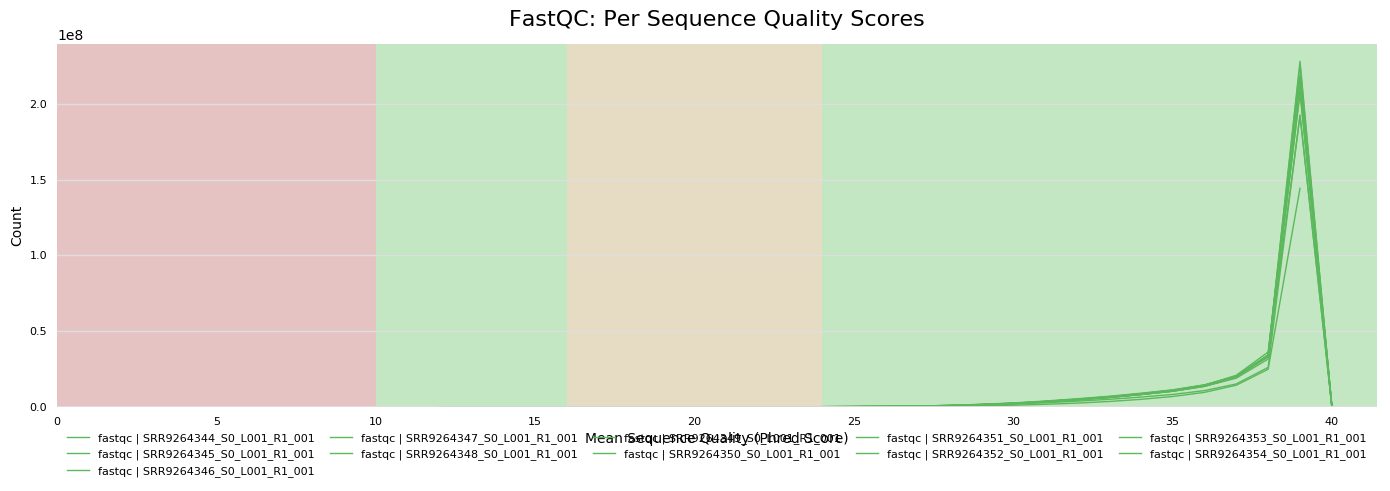 FastQC: Per Sequence Quality Scores
1e8
2.0
1.5
1.0
0.5
0.0
Count
0 5 10 15 20 25 30 35 40
Mean Sequence Quality (Phred Score)
fastqc | SRR9264344_S0_L001_R1_001 fastqc | SRR9264347_S0_L001_R1_001 fastqc | SRR9264349_S0_L001_R1_001 fastqc | SRR9264351_S0_L001_R1_001 fastqc | SRR9264353_S0_L001_R1_001
fastqc | SRR9264345_S0_L001_R1_001 fastqc | SRR9264348_S0_L001_R1_001 fastqc | SRR9264350_S0_L001_R1_001 fastqc | SRR9264352_S0_L001_R1_001 fastqc | SRR9264354_S0_L001_R1_001
fastqc | SRR9264346_S0_L001_R1_001